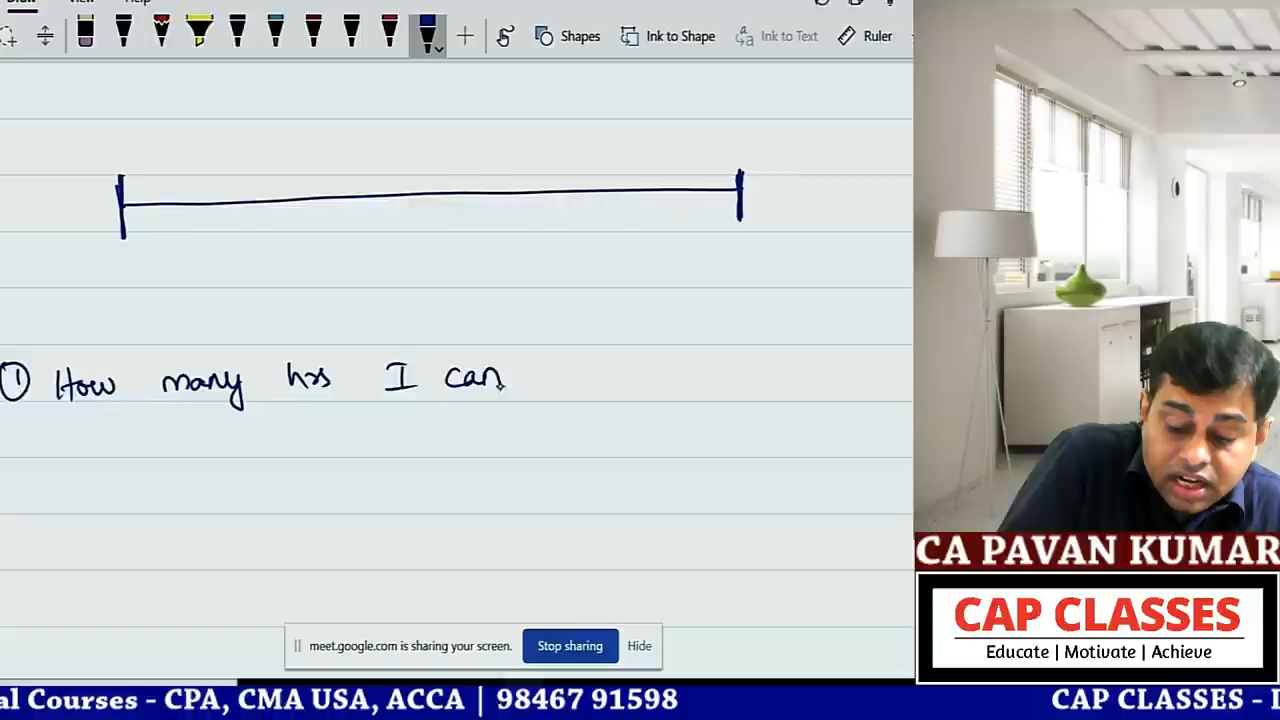 Draw View Help
Shapes Ink to Shape Ink to Text Ruler
① How many hrs I can
meet.google.com is sharing your screen. Stop sharing Hide
CA PAVAN KUMAR
CAP CLASSES
Educate | Motivate | Achieve
al Courses - CPA, CMA USA, ACCA | 98467 91598 CAP CLASSES -